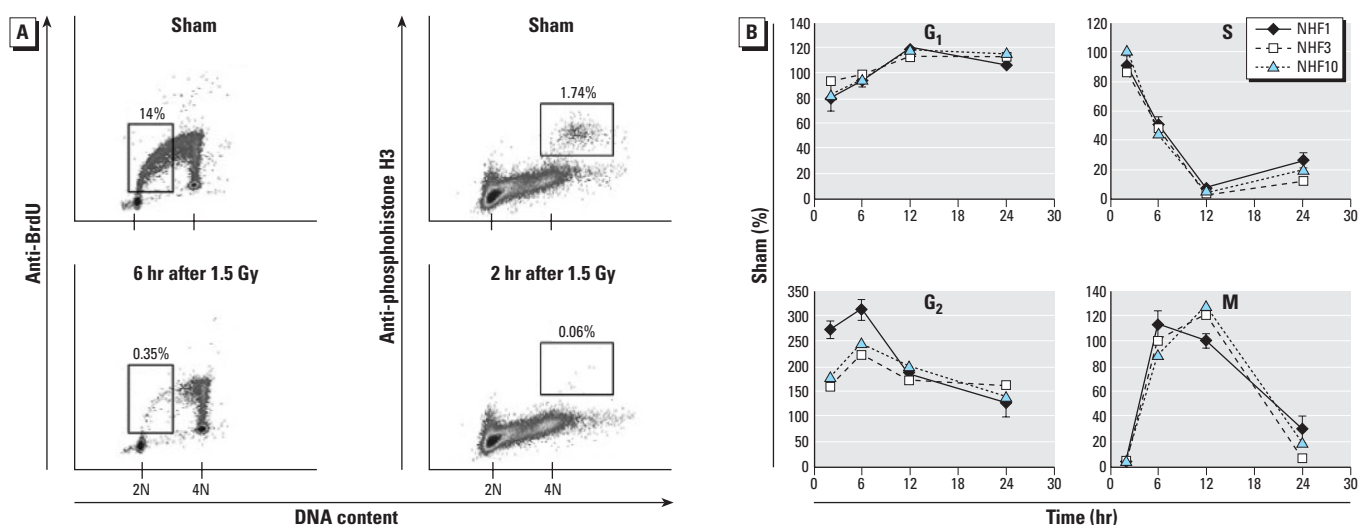 A
Sham
Sham
14%
1.74%
6 hr after 1.5 Gy
2 hr after 1.5 Gy
0.35%
0.06%
Anti-BrdU
Anti-phosphohistone H3
2N
4N
2N
4N
DNA content
B
G1
140
120
100
80
60
40
20
0
0
6
12
18
24
30
S
NHF1
NHF3
NHF10
120
100
80
60
40
20
0
0
6
12
18
24
30
Sham (%)
G2
350
300
250
200
150
100
150
0
0
6
12
18
24
30
M
140
120
100
80
60
40
20
0
0
6
12
18
24
30
Time (hr)